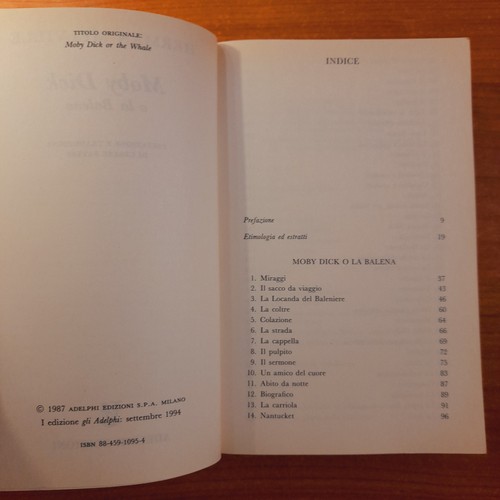 TITOLO ORIGINALE:
Moby Dick or the Whale
© 1987 ADELPHI EDIZIONI S.P.A. MILANO
I edizione gli Adelphi: settembre 1994
ISBN 88-459-1095-4
INDICE
Prefazione 9
Etimologia ed estratti 19
MOBY DICK O LA BALENA
1. Miraggi 37
2. Il sacco da viaggio 43
3. La Locanda del Baleniere 46
4. La coltre 60
5. Colazione 64
6. La strada 66
7. La cappella 69
8. Il pulpito 72
9. Il sermone 75
10. Un amico del cuore 83
11. Abito da notte 87
12. Biografico 89
13. La carriola 91
14. Nantucket 96